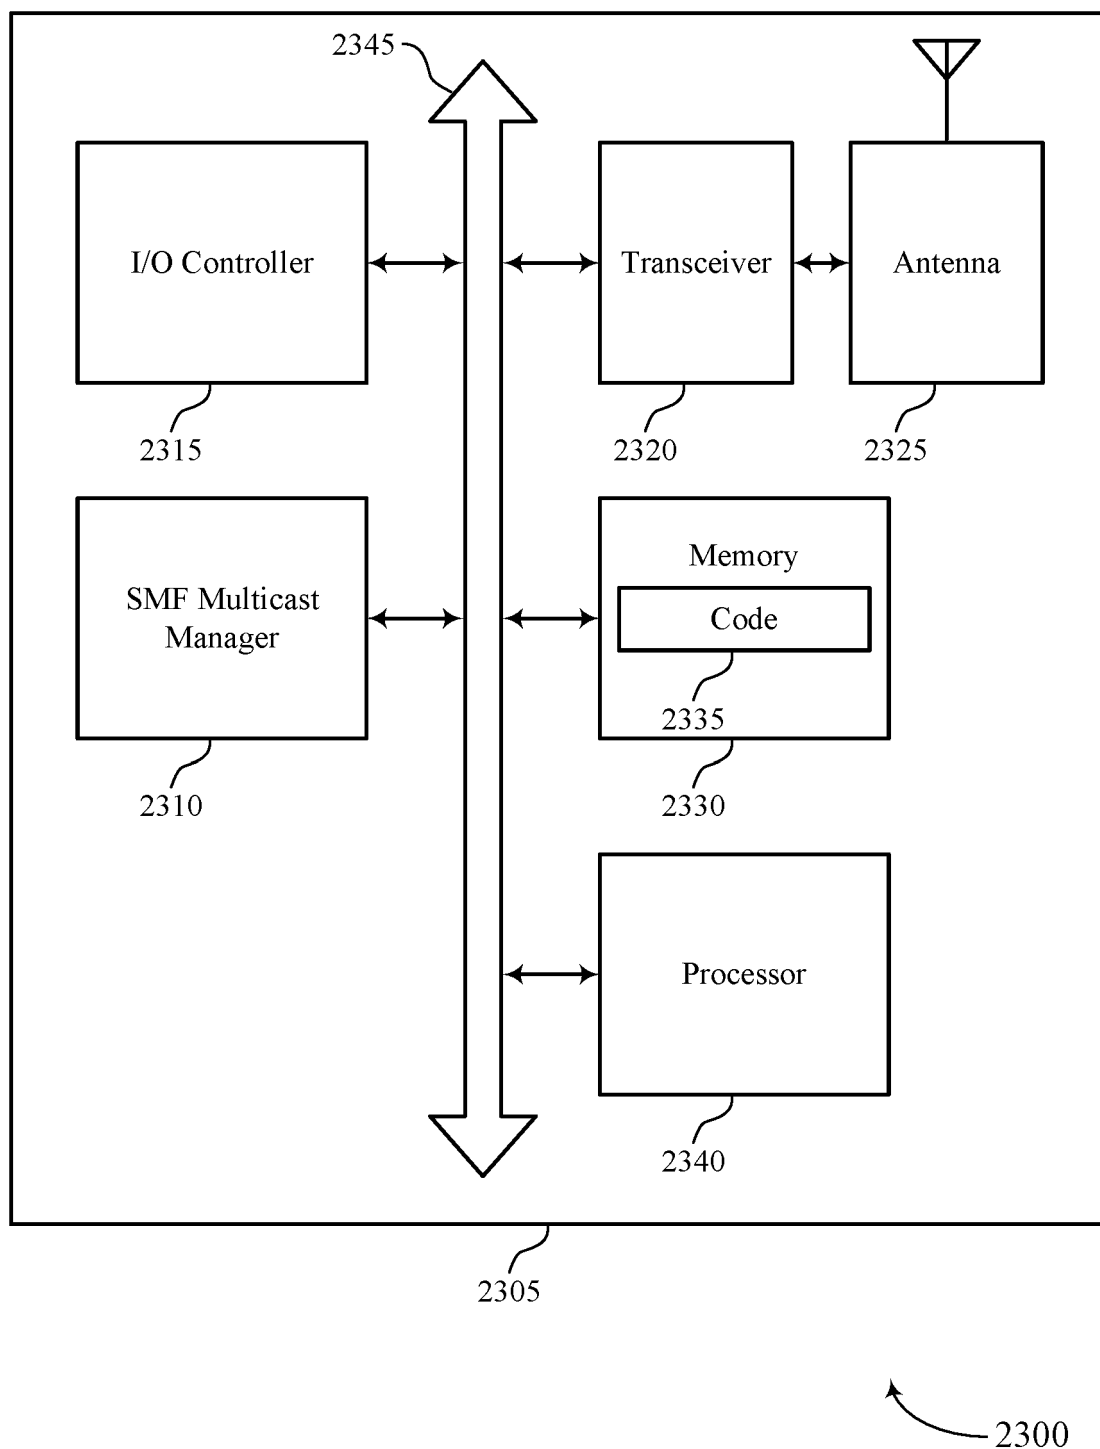 2345
I/O Controller
Transceiver
Antenna
2315
2320
2325
SMF Multicast
Manager
Memory
Code
2335
2310
2330
Processor
2340
2305
2300